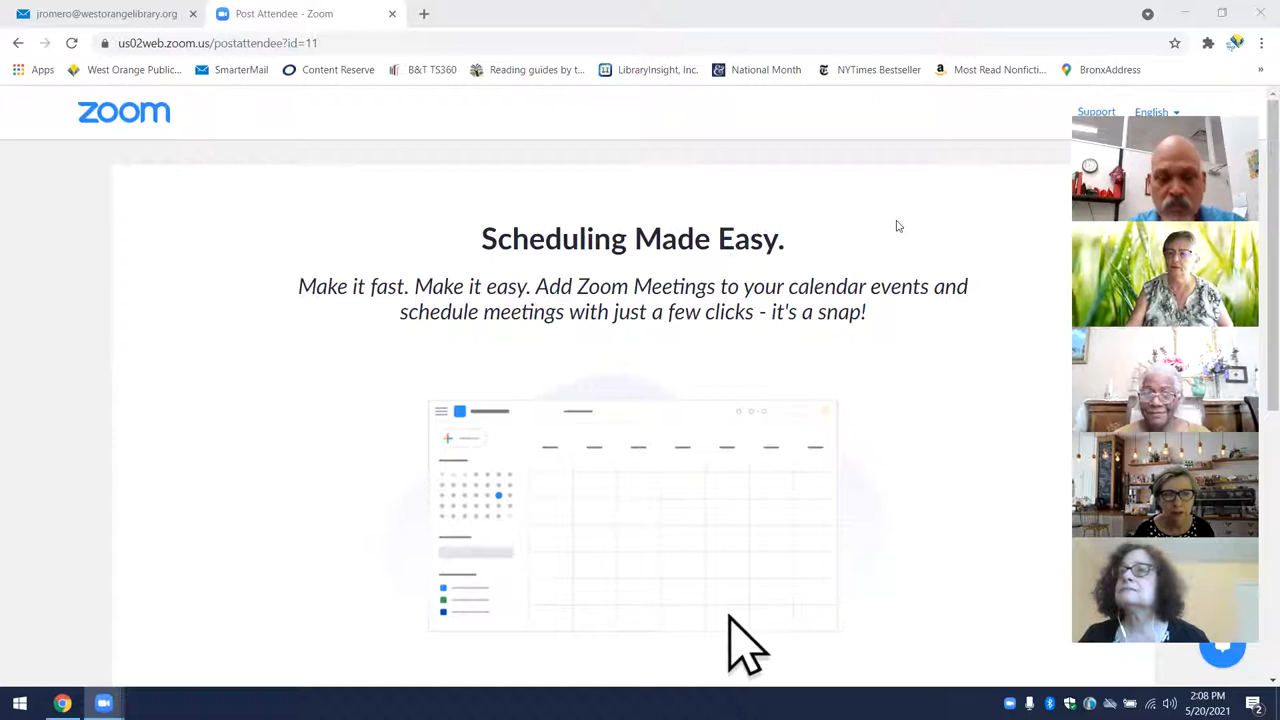 jromero@westorangelibrary.org
Post Attendee - Zoom
us02web.zoom.us/postattendee?id=11
Apps
West Orange Public...
SmarterMail
Content Reserve
B&T TS360
Reading guides by t...
LibraryInsight, Inc.
National Month
NYTimes Bestseller
Most Read Nonficti...
BronxAddress
»
zoom
Support
English
Scheduling Made Easy.
Make it fast. Make it easy. Add Zoom Meetings to your calendar events and
schedule meetings with just a few clicks - it's a snap!
2:08 PM
5/20/2021
2